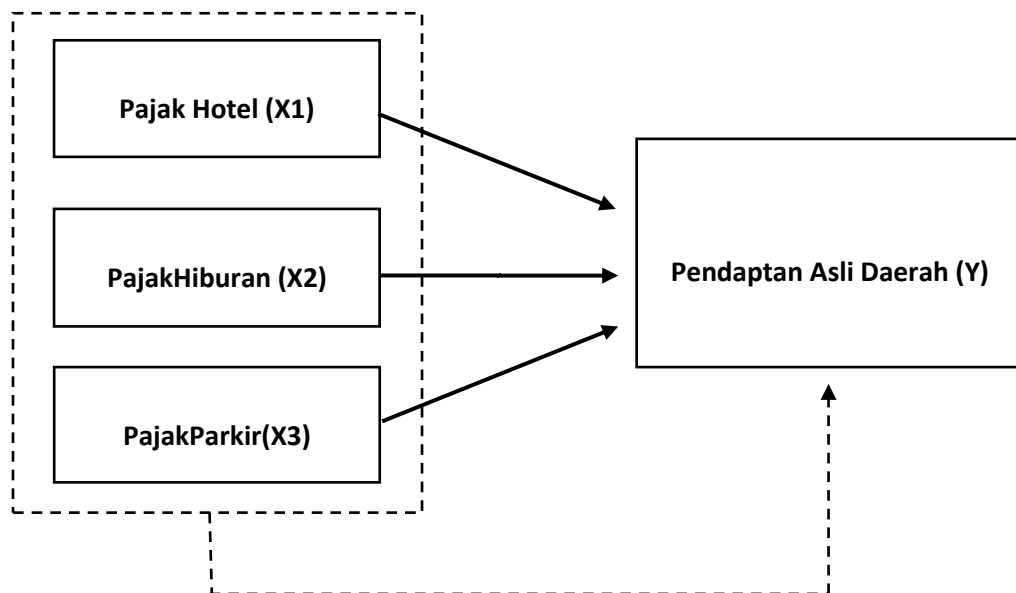 Pajak Hotel (X1)
PajakHiburan (X2)
Pendaptan Asli Daerah (Y)
PajakParkir(X3)